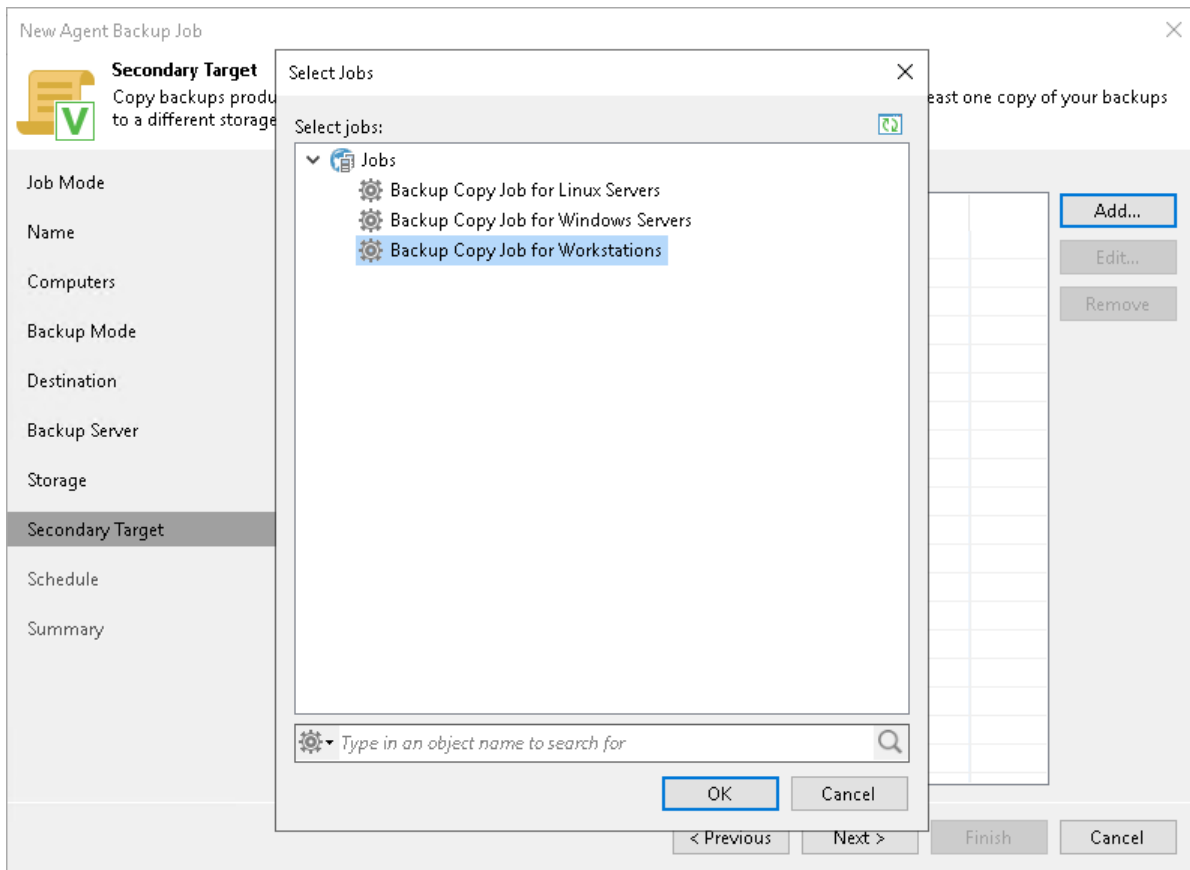 New Agent Backup Job
Secondary Target
Copy backups produ
east one copy of your backups
to a different storage
Job Mode
Name
Computers
Backup Mode
Destination
Backup Server
Storage
Secondary Target
Schedule
Summary
Select Jobs
Select jobs:
Jobs
Backup Copy Job for Linux Servers
Backup Copy Job for Windows Servers
Backup Copy Job for Workstations
Type in an object name to search for
OK
Cancel
Add...
Edit...
Remove
< Previous
Next >
Finish
Cancel